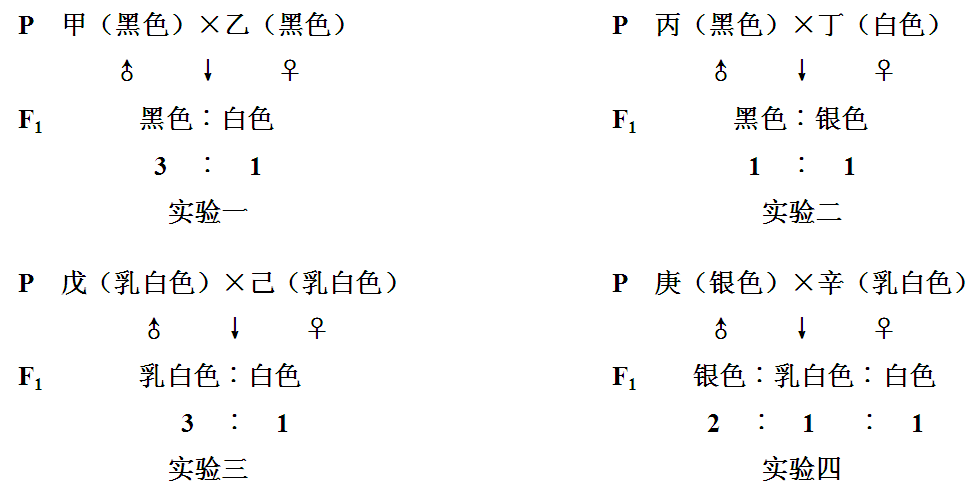 P 甲（黑色）×乙（黑色）
♂ ↓ ♀
F₁ 黑色：白色
3 ： 1
实验一
P 丙（黑色）×丁（白色）
♂ ↓ ♀
F₁ 黑色：银色
1 ： 1
实验二
P 戊（乳白色）×己（乳白色）
♂ ↓ ♀
F₁ 乳白色：白色
3 ： 1
实验三
P 庚（银色）×辛（乳白色）
♂ ↓ ♀
F₁ 银色：乳白色：白色
2 ： 1 ： 1
实验四